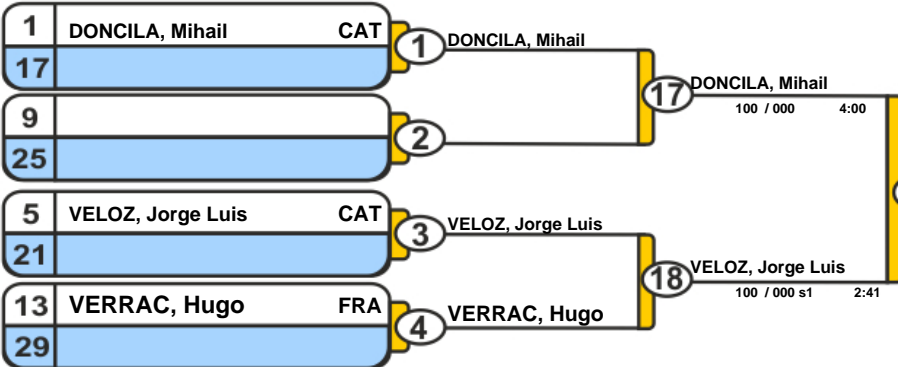 1 DONCILA, Mihail CAT
17
1 DONCILA, Mihail
9
25
2
17 DONCILA, Mihail
100 / 000 4:00
5 VELOZ, Jorge Luis CAT
21
3 VELOZ, Jorge Luis
13 VERRAC, Hugo FRA
29
4 VERRAC, Hugo
18 VELOZ, Jorge Luis
100 / 000 s1 2:41